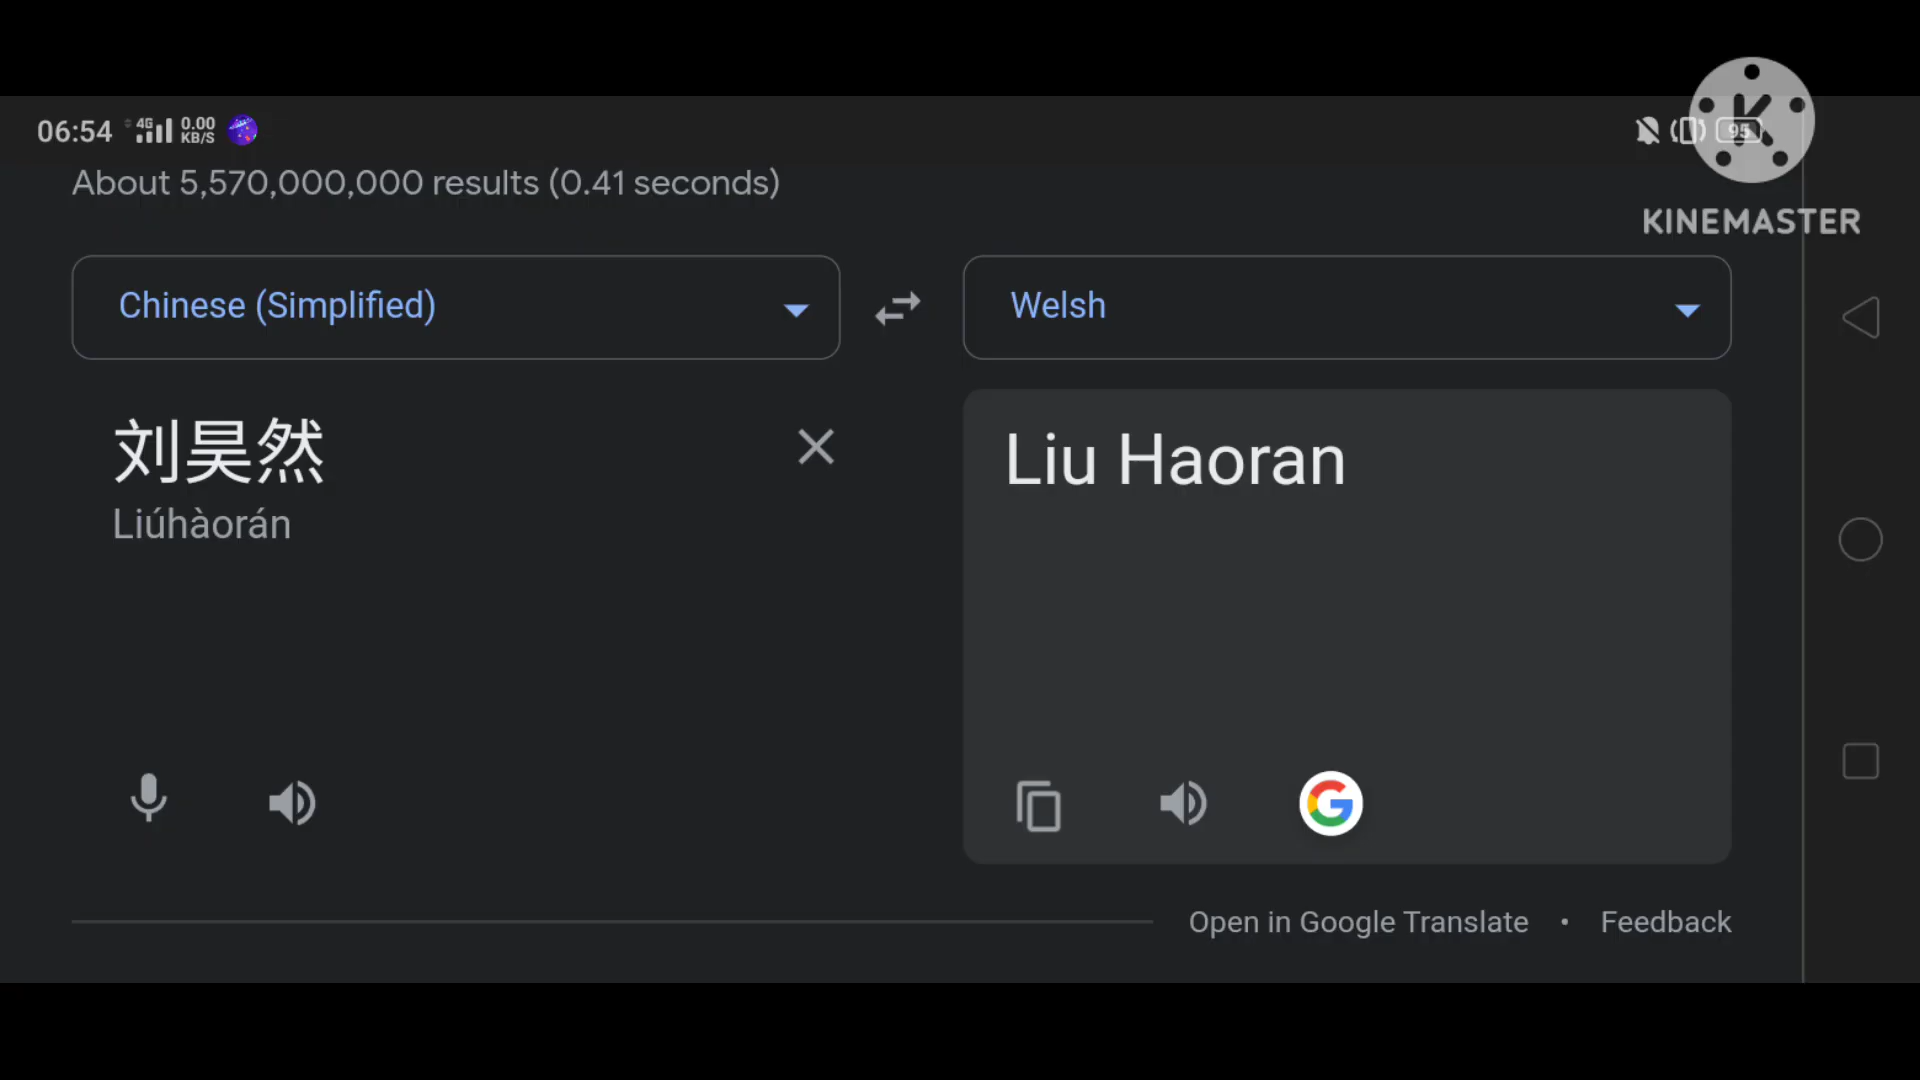 06:54 4G 0.00 KB/S 95
About 5,570,000,000 results (0.41 seconds)
KINEMASTER
Chinese (Simplified) Welsh
刘昊然 Liu Haoran
Liúhàorán
Open in Google Translate • Feedback